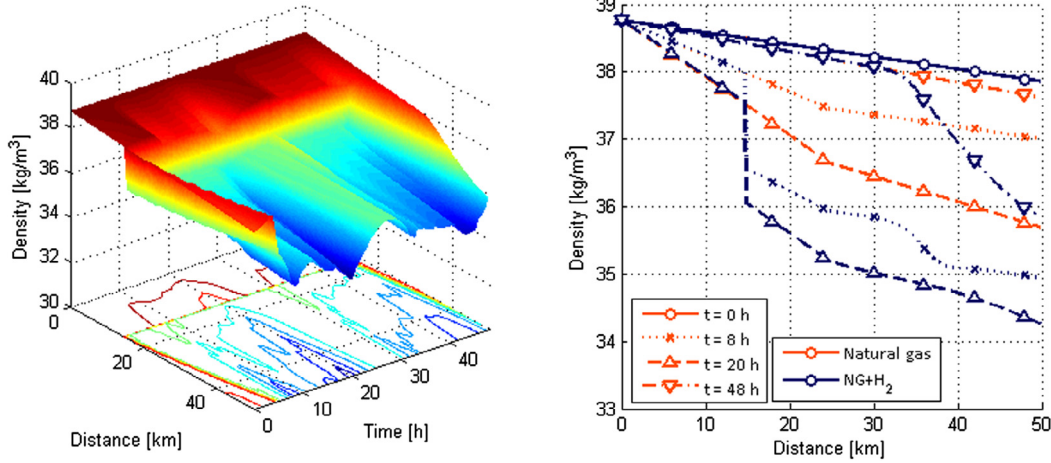 40
38
36
34
32
30
Density [kg/m³]
0
20
40
Distance [km]
0
10
20
30
40
Time [h]
39
38
37
36
35
34
33
Density [kg/m³]
t = 0 h
t = 8 h
t = 20 h
t = 48 h
Natural gas
NG+H₂
0 10 20 30 40 50
Distance [km]